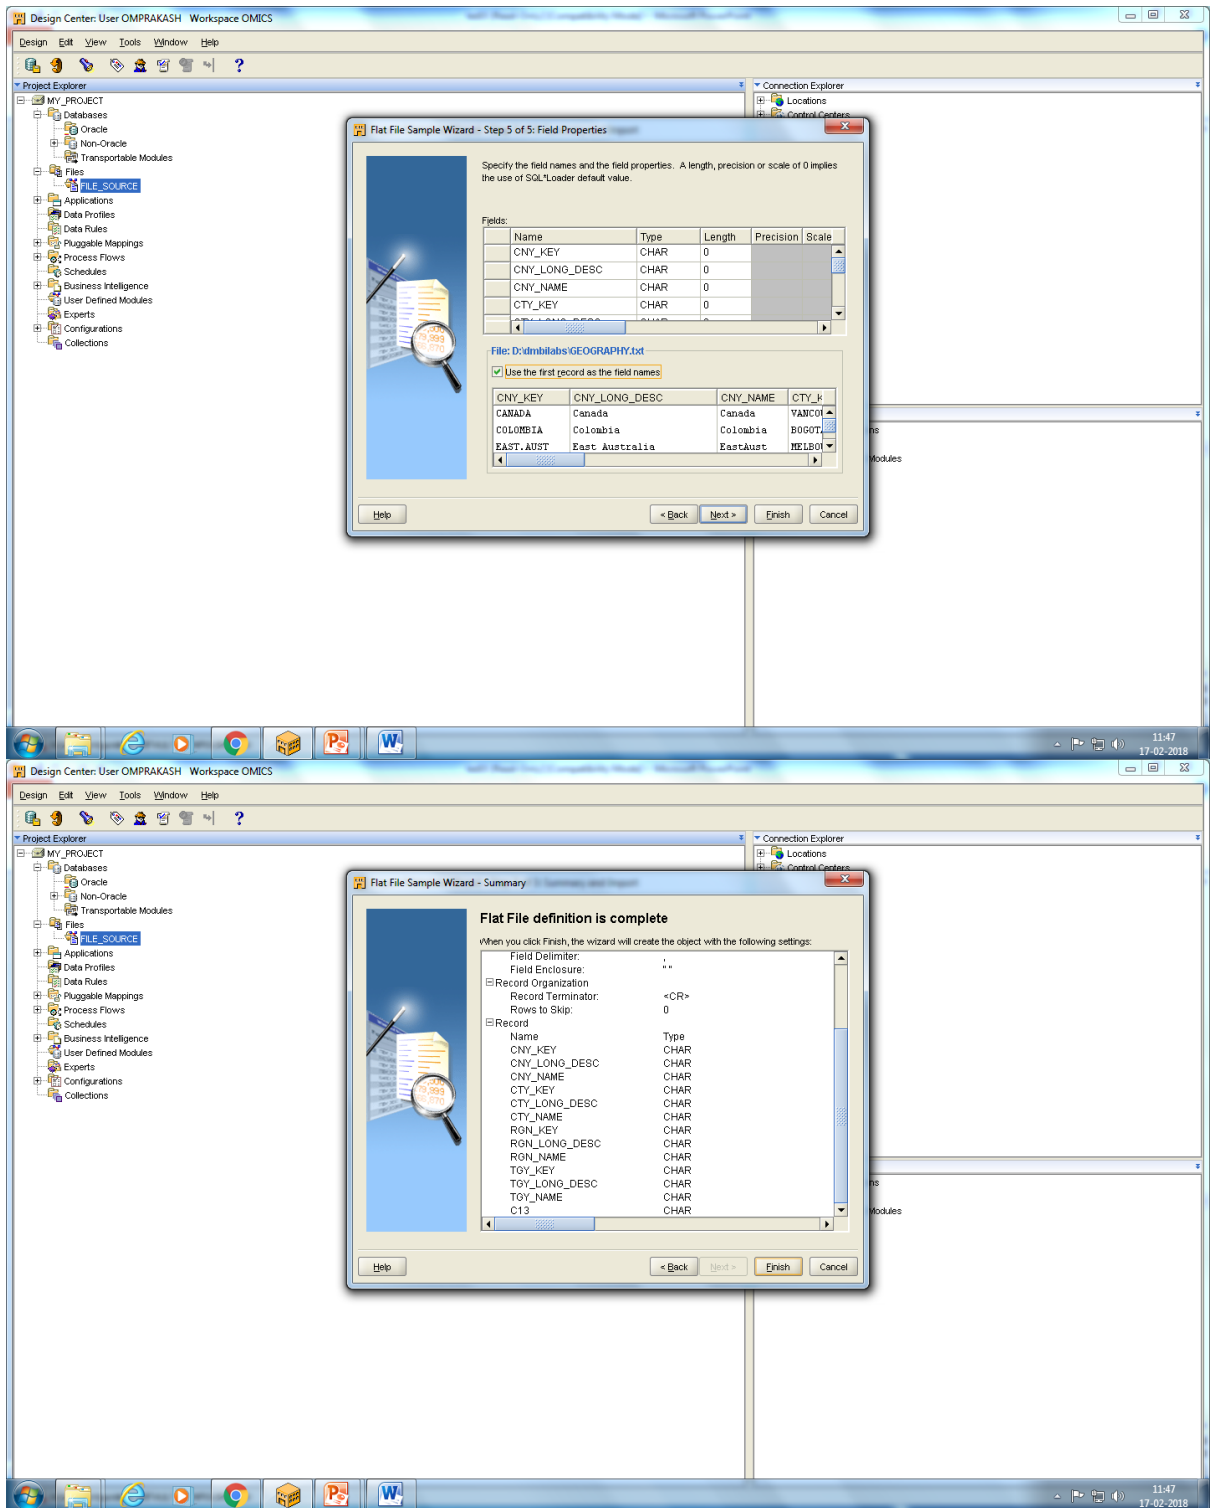 Design Center: User OMPRAKASH Workspace OMICS
Design Edit View Tools Window Help
Project Explorer
MY_PROJECT
Databases
Oracle
Non-Oracle
Transportable Modules
Files
FILE_SOURCE
Applications
Data Profiles
Data Rules
Pluggable Mappings
Process Flows
Schedules
Business Intelligence
User Defined Modules
Experts
Configurations
Collections
Connection Explorer
Locations
Control Centers
Modules
Flat File Sample Wizard - Step 5 of 5: Field Properties
Specify the field names and the field properties. A length, precision or scale of 0 implies
the use of SQL*Loader default value.
Fields:
Name Type Length Precision Scale
CNY_KEY CHAR 0
CNY_LONG_DESC CHAR 0
CNY_NAME CHAR 0
CTY_KEY CHAR 0
File: D:\dmbilabs\GEOGRAPHY.txt
Use the first record as the field names
CNY_KEY CNY_LONG_DESC CNY_NAME CTY_K
CANADA Canada Canada VANCOU
COLOMBIA Colombia Colombia BOGOTA
EAST.AUST East Australia EastAust MELBOU
Help < Back Next > Finish Cancel
11:47
17-02-2018
Design Center: User OMPRAKASH Workspace OMICS
Design Edit View Tools Window Help
Project Explorer
MY_PROJECT
Databases
Oracle
Non-Oracle
Transportable Modules
Files
FILE_SOURCE
Applications
Data Profiles
Data Rules
Pluggable Mappings
Process Flows
Schedules
Business Intelligence
User Defined Modules
Experts
Configurations
Collections
Connection Explorer
Locations
Control Centers
Modules
Flat File Sample Wizard - Summary
Flat File definition is complete
When you click Finish, the wizard will create the object with the following settings:
Field Delimiter: ,
Field Enclosure: " "
Record Organization
Record Terminator: <CR>
Rows to Skip: 0
Record
Name Type
CNY_KEY CHAR
CNY_LONG_DESC CHAR
CNY_NAME CHAR
CTY_KEY CHAR
CTY_LONG_DESC CHAR
CTY_NAME CHAR
RGN_KEY CHAR
RGN_LONG_DESC CHAR
RGN_NAME CHAR
TGY_KEY CHAR
TGY_LONG_DESC CHAR
TGY_NAME CHAR
C13 CHAR
Help < Back Next > Finish Cancel
11:47
17-02-2018